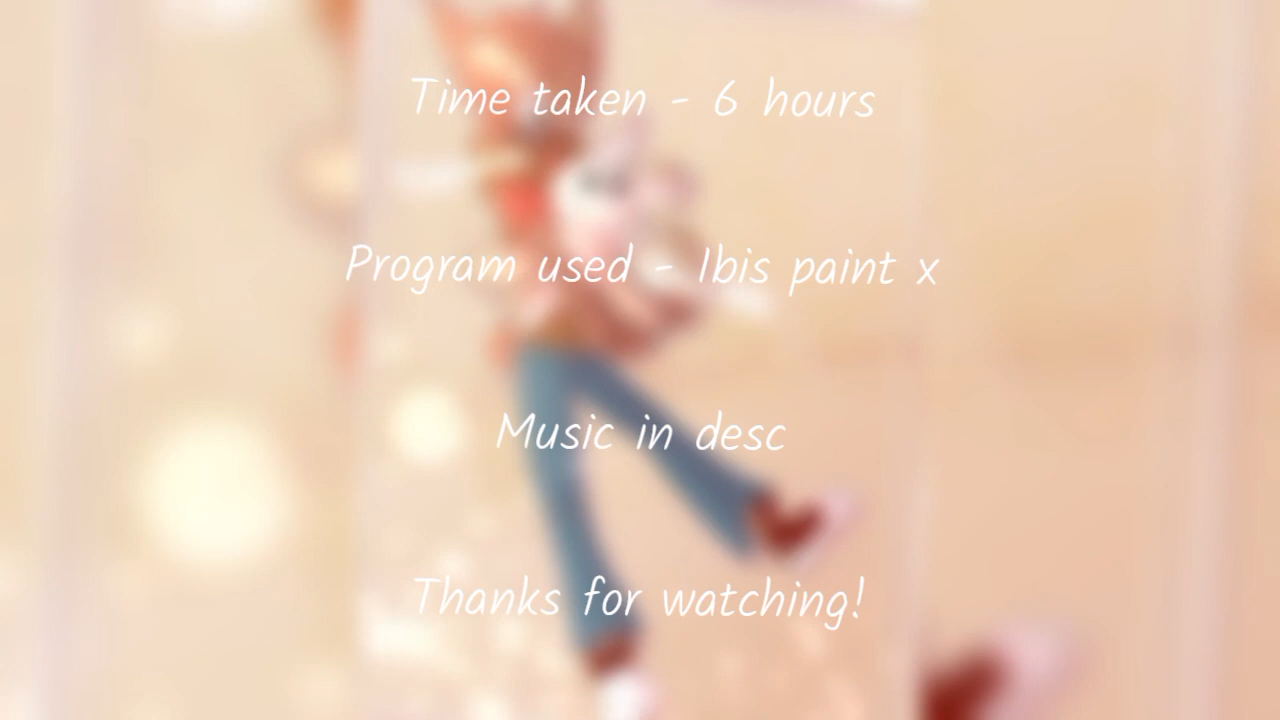 Time taken - 6 hours
Program used - Ibis paint x
Music in desc
Thanks for watching!